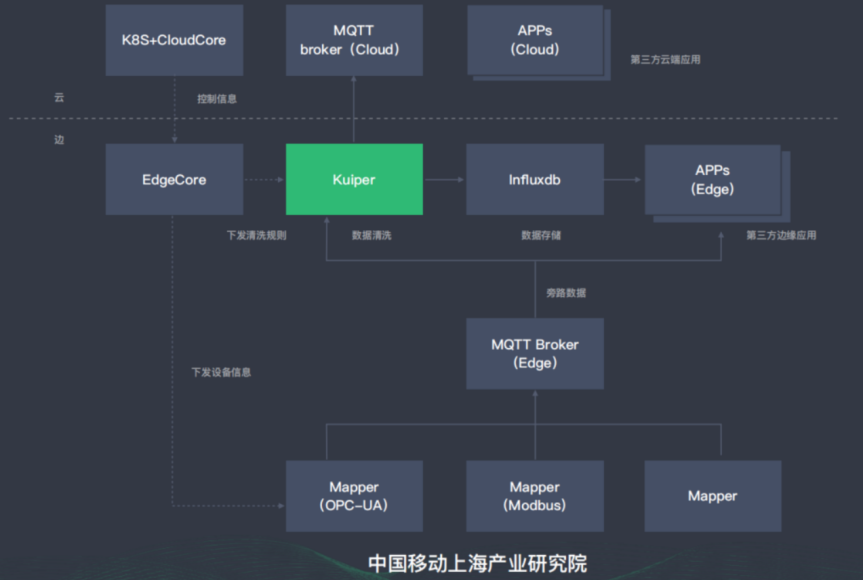 K8S+CloudCore
MQTT
broker（Cloud）
APPs
（Cloud）
第三方云端应用
云
控制信息
边
EdgeCore
Kuiper
Influxdb
APPs
（Edge）
下发清洗规则
数据清洗
数据存储
第三方边缘应用
旁路数据
MQTT Broker
（Edge）
下发设备信息
Mapper
（OPC-UA）
Mapper
（Modbus）
Mapper
中国移动上海产业研究院